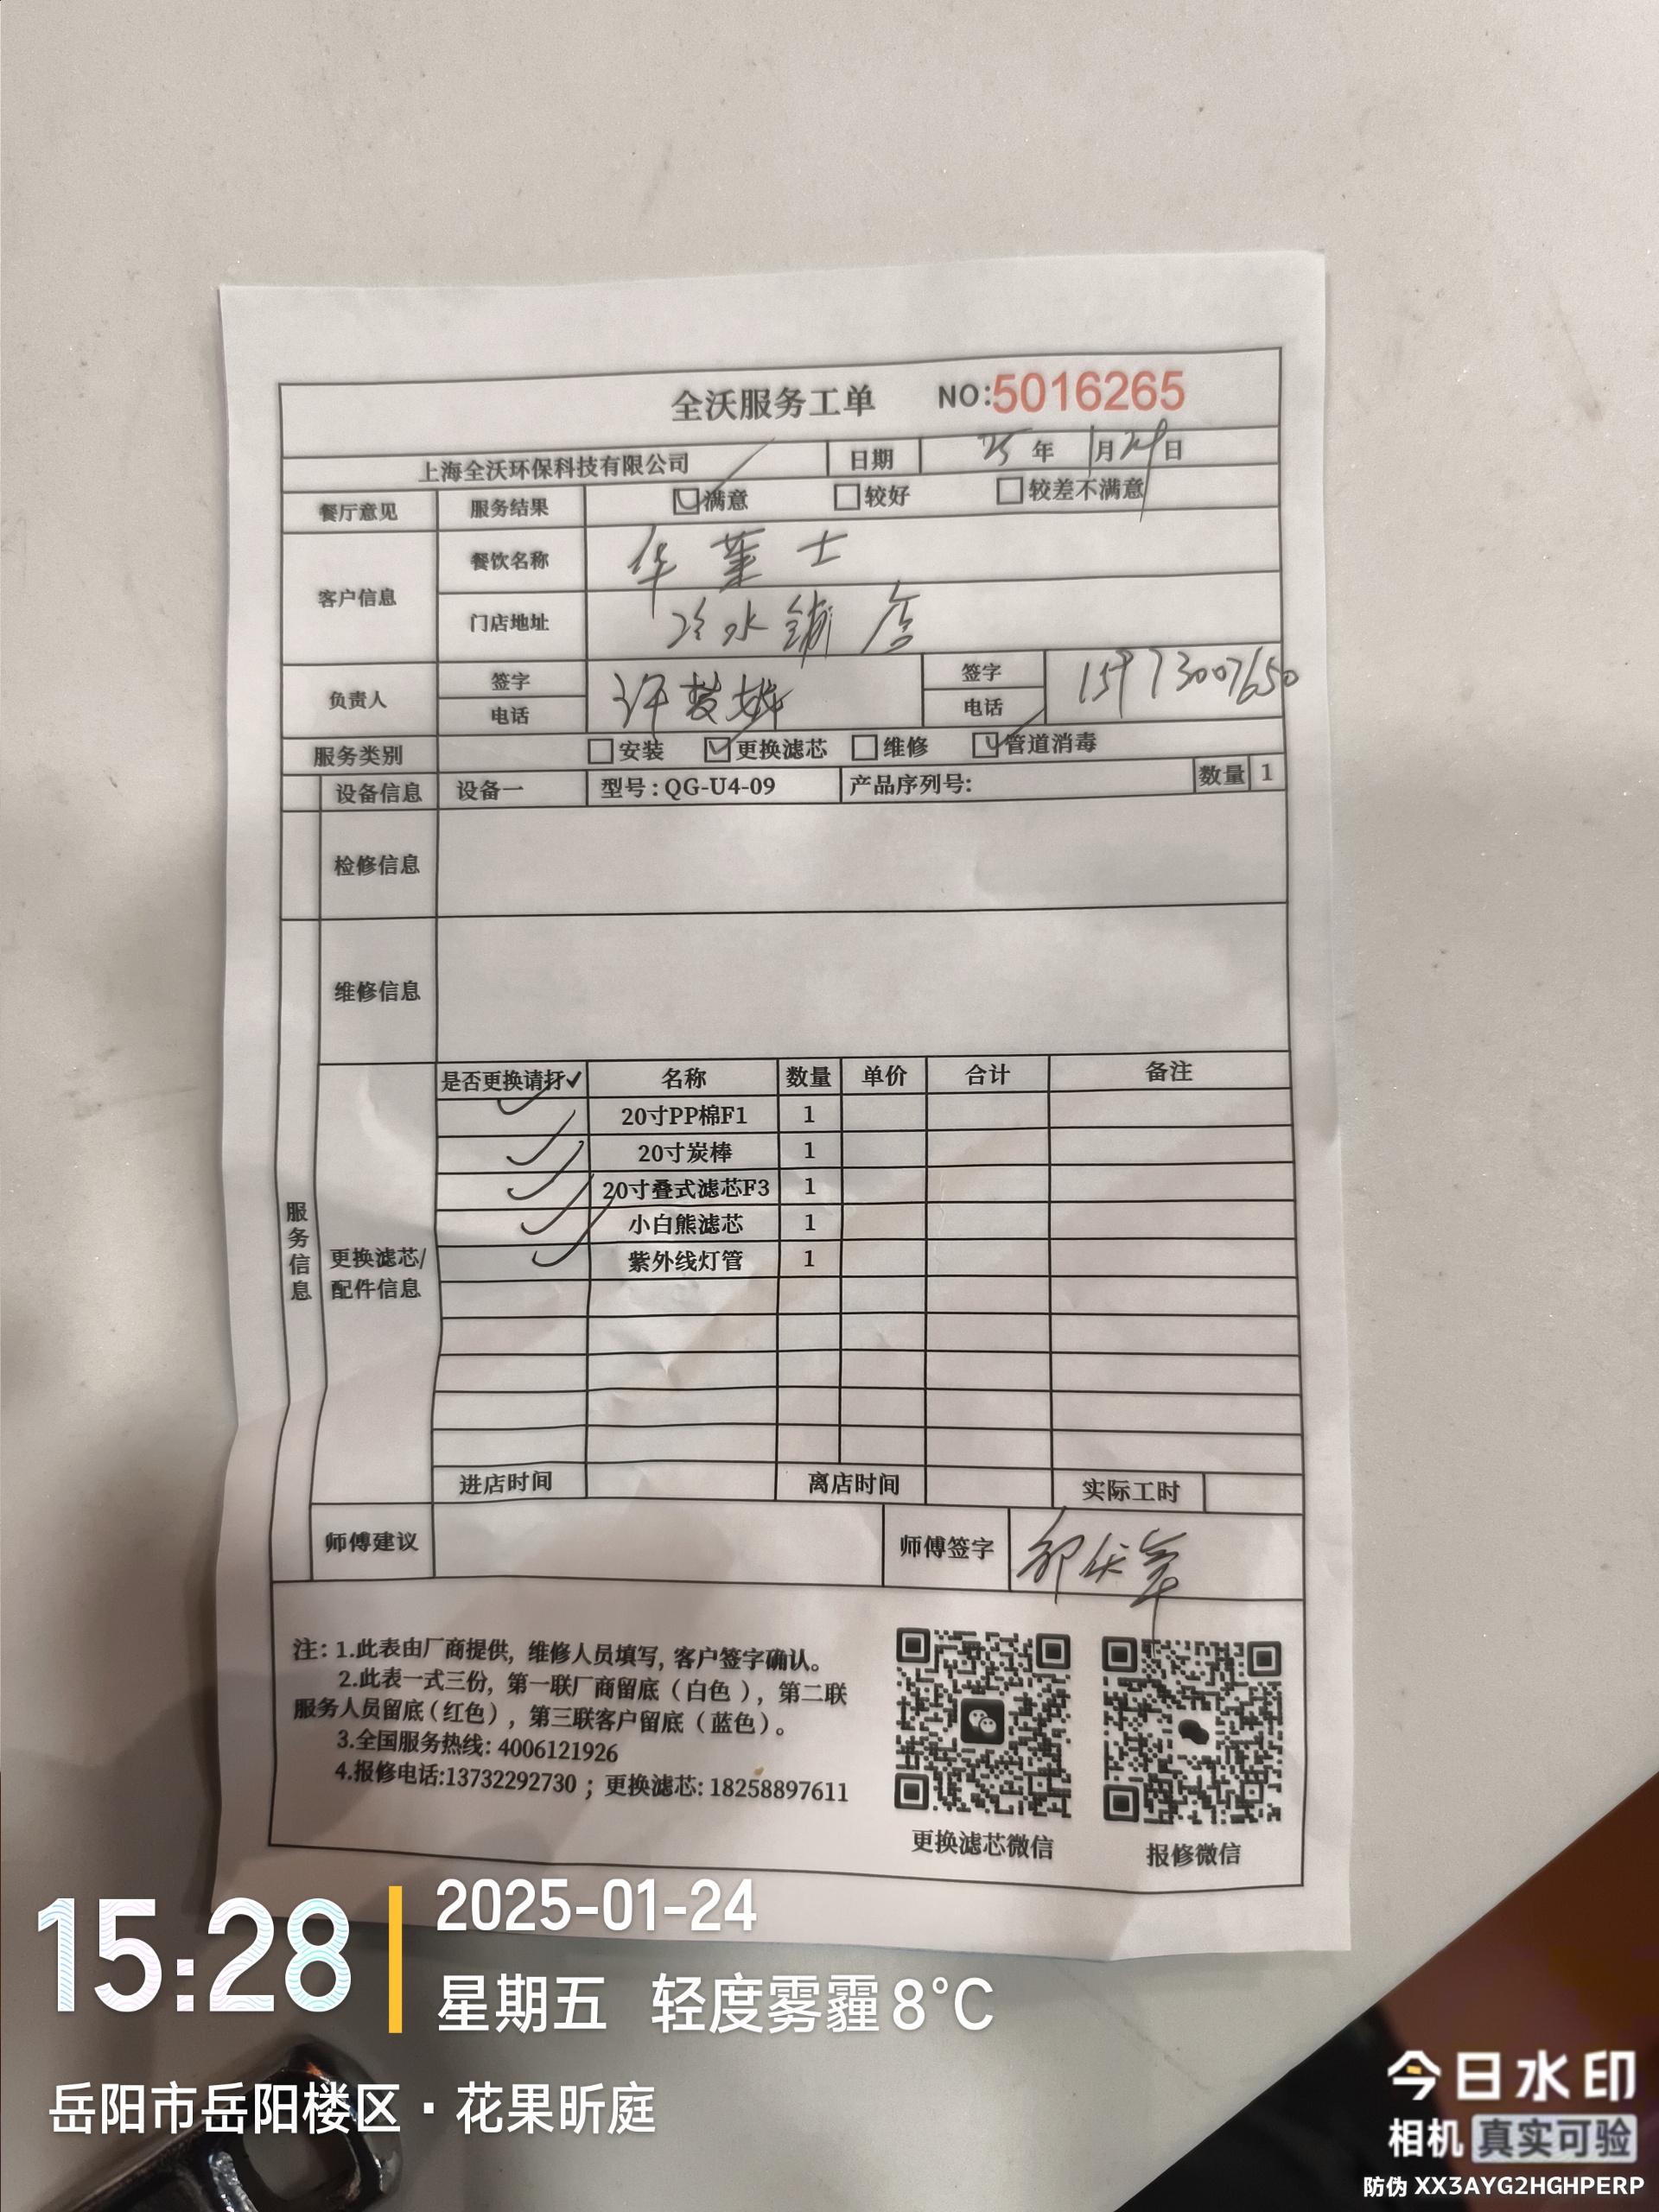 全沃服务工单 NO:5016265
上海全沃环保科技有限公司 日期 25年1月24日
餐厅意见 服务结果 ☑满意 □较好 □较差不满意
客户信息 餐饮名称 华莱士
门店地址 冷水铺店
负责人 签字 电话 签字 电话 15973007650
服务类别 □安装 ☑更换滤芯 □维修 ☑管道消毒
设备信息 设备一 型号:QG-U4-09 产品序列号: 数量 1
检修信息
维修信息
服务信息
更换滤芯/配件信息
是否更换请打✓ 名称 数量 单价 合计 备注
✓ 20寸PP棉F1 1
✓ 20寸炭棒 1
✓ 20寸叠式滤芯F3 1
✓ 小白熊滤芯 1
✓ 紫外线灯管 1
进店时间 离店时间 实际工时
师傅建议 师傅签字
注: 1.此表由厂商提供, 维修人员填写, 客户签字确认。
2.此表一式三份, 第一联厂商留底(白色), 第二联
服务人员留底(红色), 第三联客户留底(蓝色)。
3.全国服务热线: 4006121926
4.报修电话:13732292730 ; 更换滤芯: 18258897611
更换滤芯微信 报修微信
15:28 2025-01-24
星期五 轻度雾霾 8°C
岳阳市岳阳楼区·花果昕庭
今日水印
相机 真实可验
防伪 XX3AYG2HGHPERP